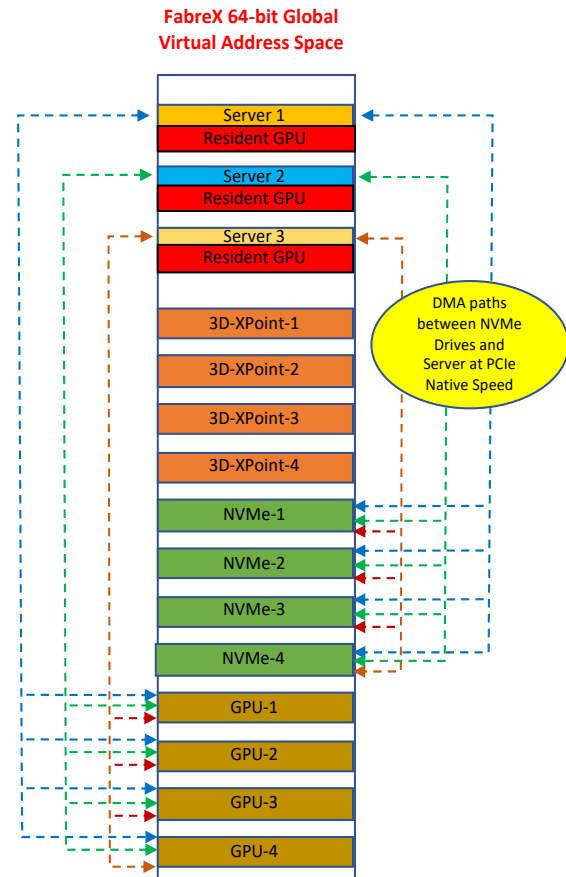 FabreX 64-bit Global
Virtual Address Space
Server 1
Resident GPU
Server 2
Resident GPU
Server 3
Resident GPU
DMA paths
between NVMe
Drives and
Server at PCIe
Native Speed
3D-XPoint-1
3D-XPoint-2
3D-XPoint-3
3D-XPoint-4
NVMe-1
NVMe-2
NVMe-3
NVMe-4
GPU-1
GPU-2
GPU-3
GPU-4